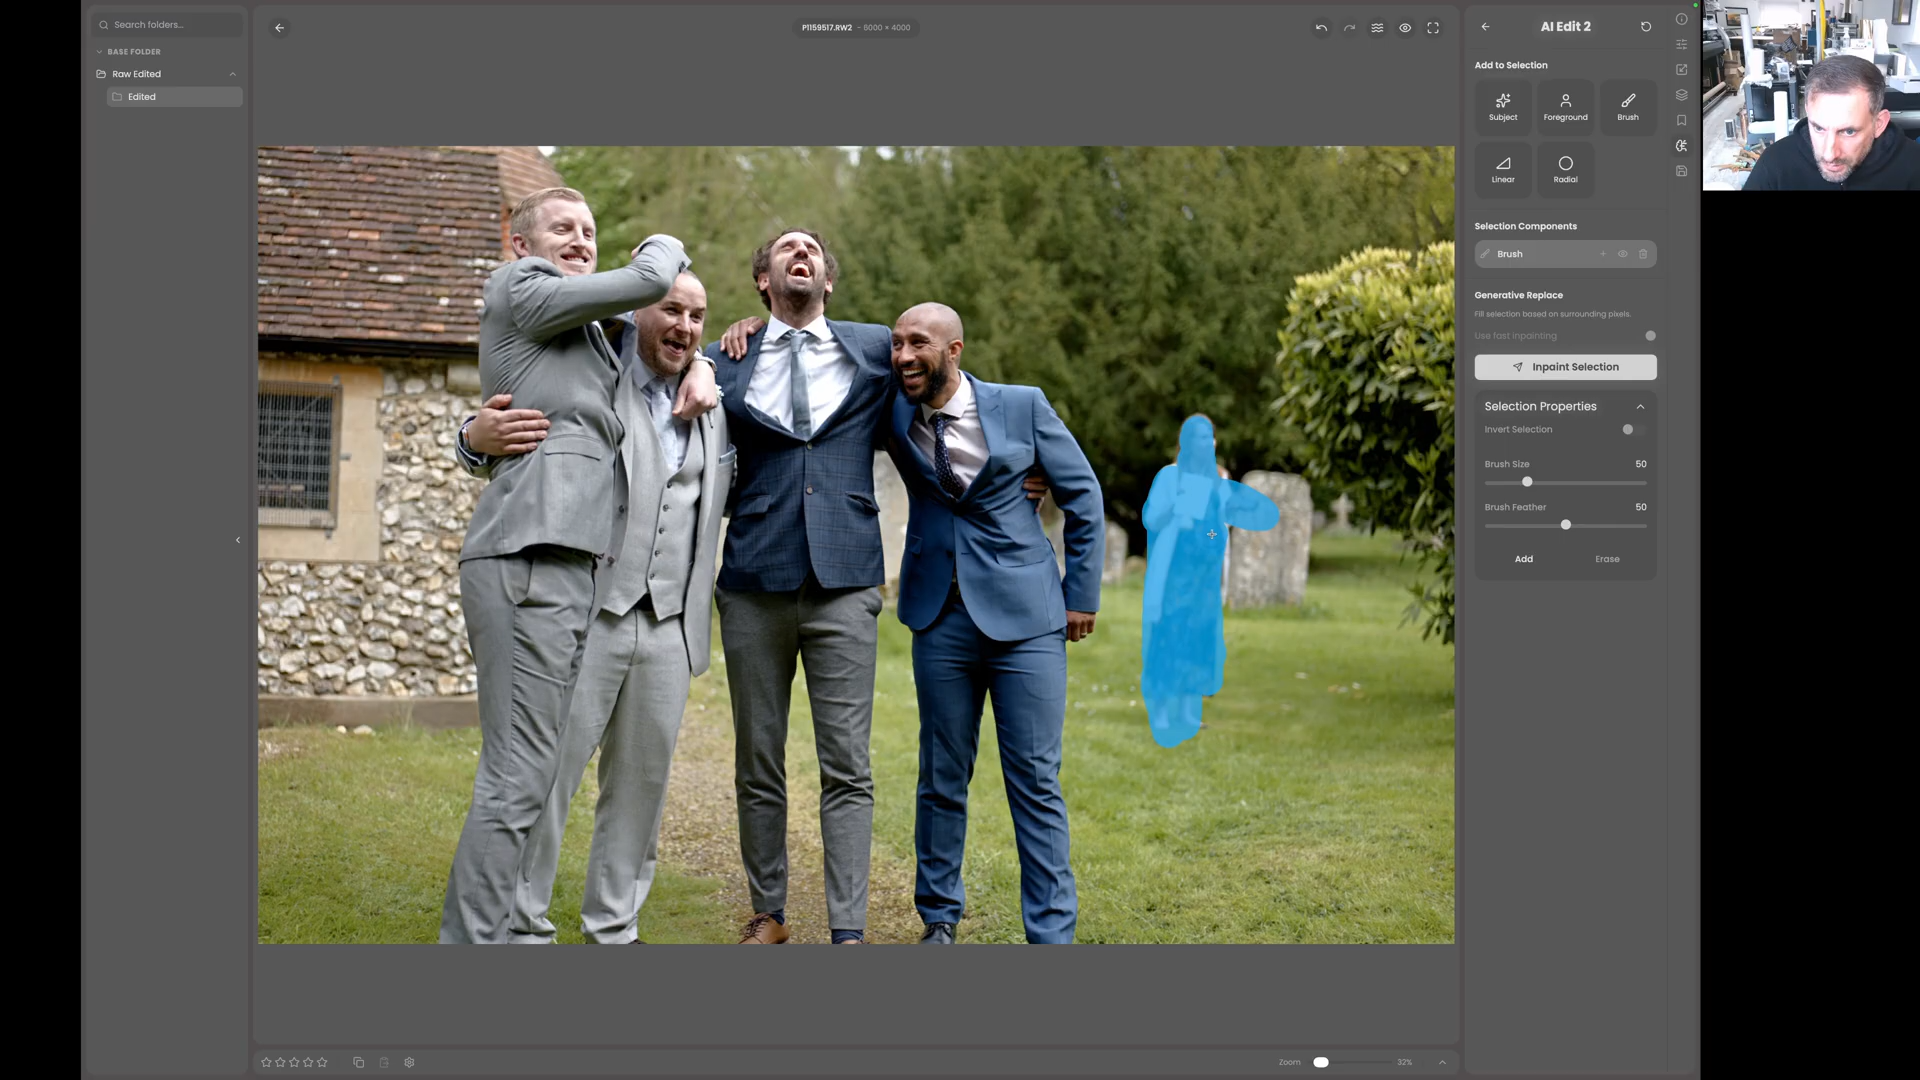 Search folders...
BASE FOLDER
Raw Edited
Edited
P1159517.RW2 - 6000 × 4000
AI Edit 2
Add to Selection
Subject
Foreground
Brush
Linear
Radial
Selection Components
Brush
Generative Replace
Fill selection based on surrounding pixels.
Use fast inpainting
Inpaint Selection
Selection Properties
Invert Selection
Brush Size 50
Brush Feather 50
Add Erase
Zoom 32%